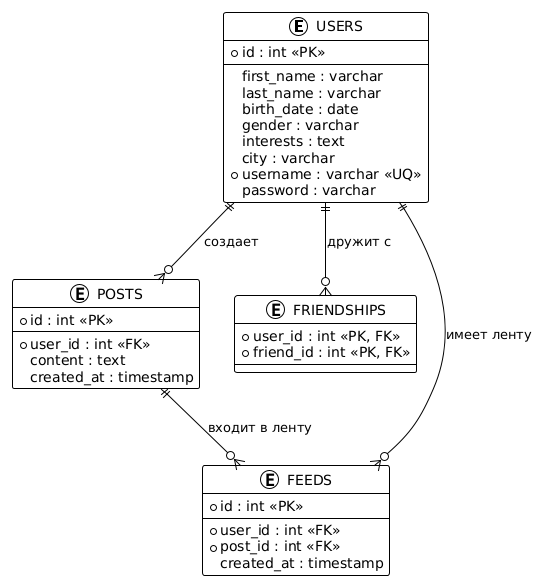 E USERS
id : int «PK»
first_name : varchar
last_name : varchar
birth_date : date
gender : varchar
interests : text
city : varchar
username : varchar «UQ»
password : varchar
создает
дружит с
E POSTS
id : int «PK»
user_id : int «FK»
content : text
created_at : timestamp
E FRIENDSHIPS
user_id : int «PK, FK»
friend_id : int «PK, FK»
имеет ленту
входит в ленту
E FEEDS
id : int «PK»
user_id : int «FK»
post_id : int «FK»
created_at : timestamp